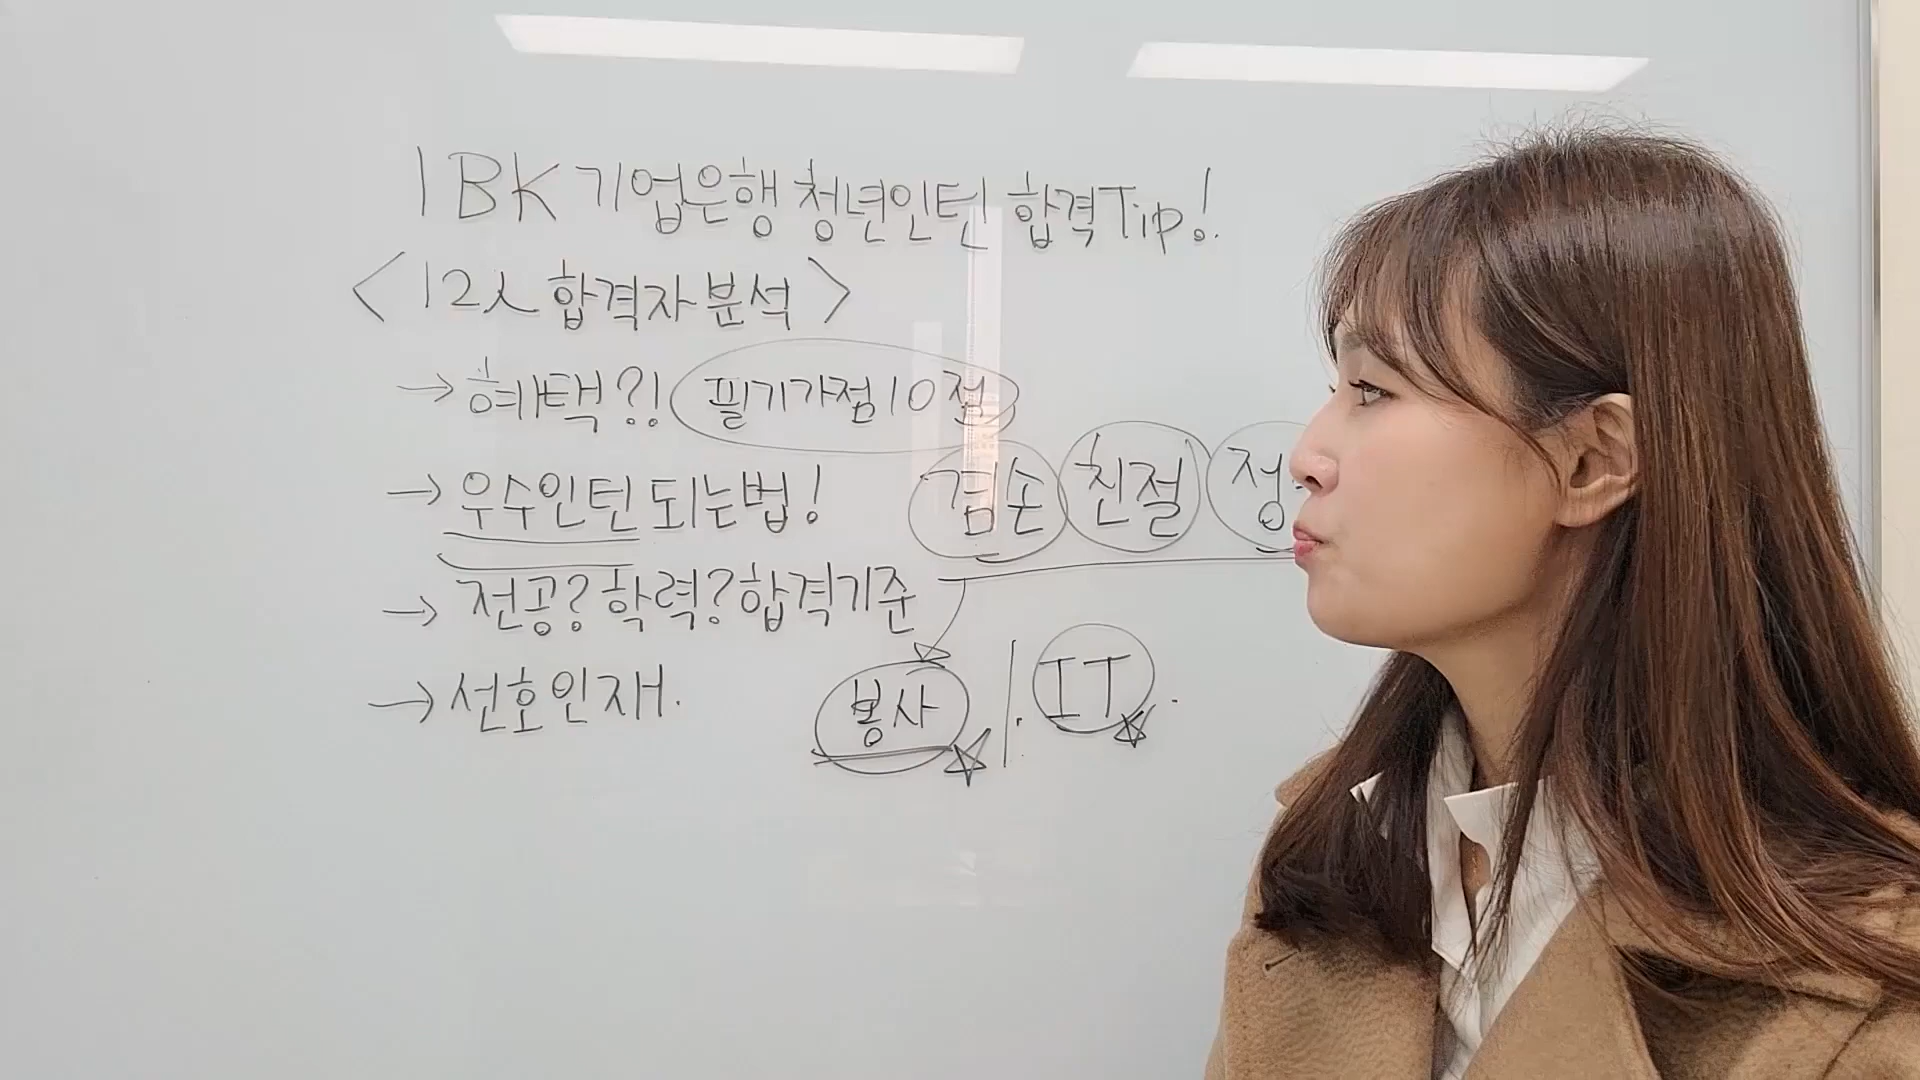 IBK 기업은행 청년인턴 합격Tip!
<12人 합격자 분석>
→ 혜택?! 필기가점10점
→ 우수인턴 되는법!
겸손 친절
→ 전공? 학력? 합격기준
→ 선호인재.
봉사 / IT.